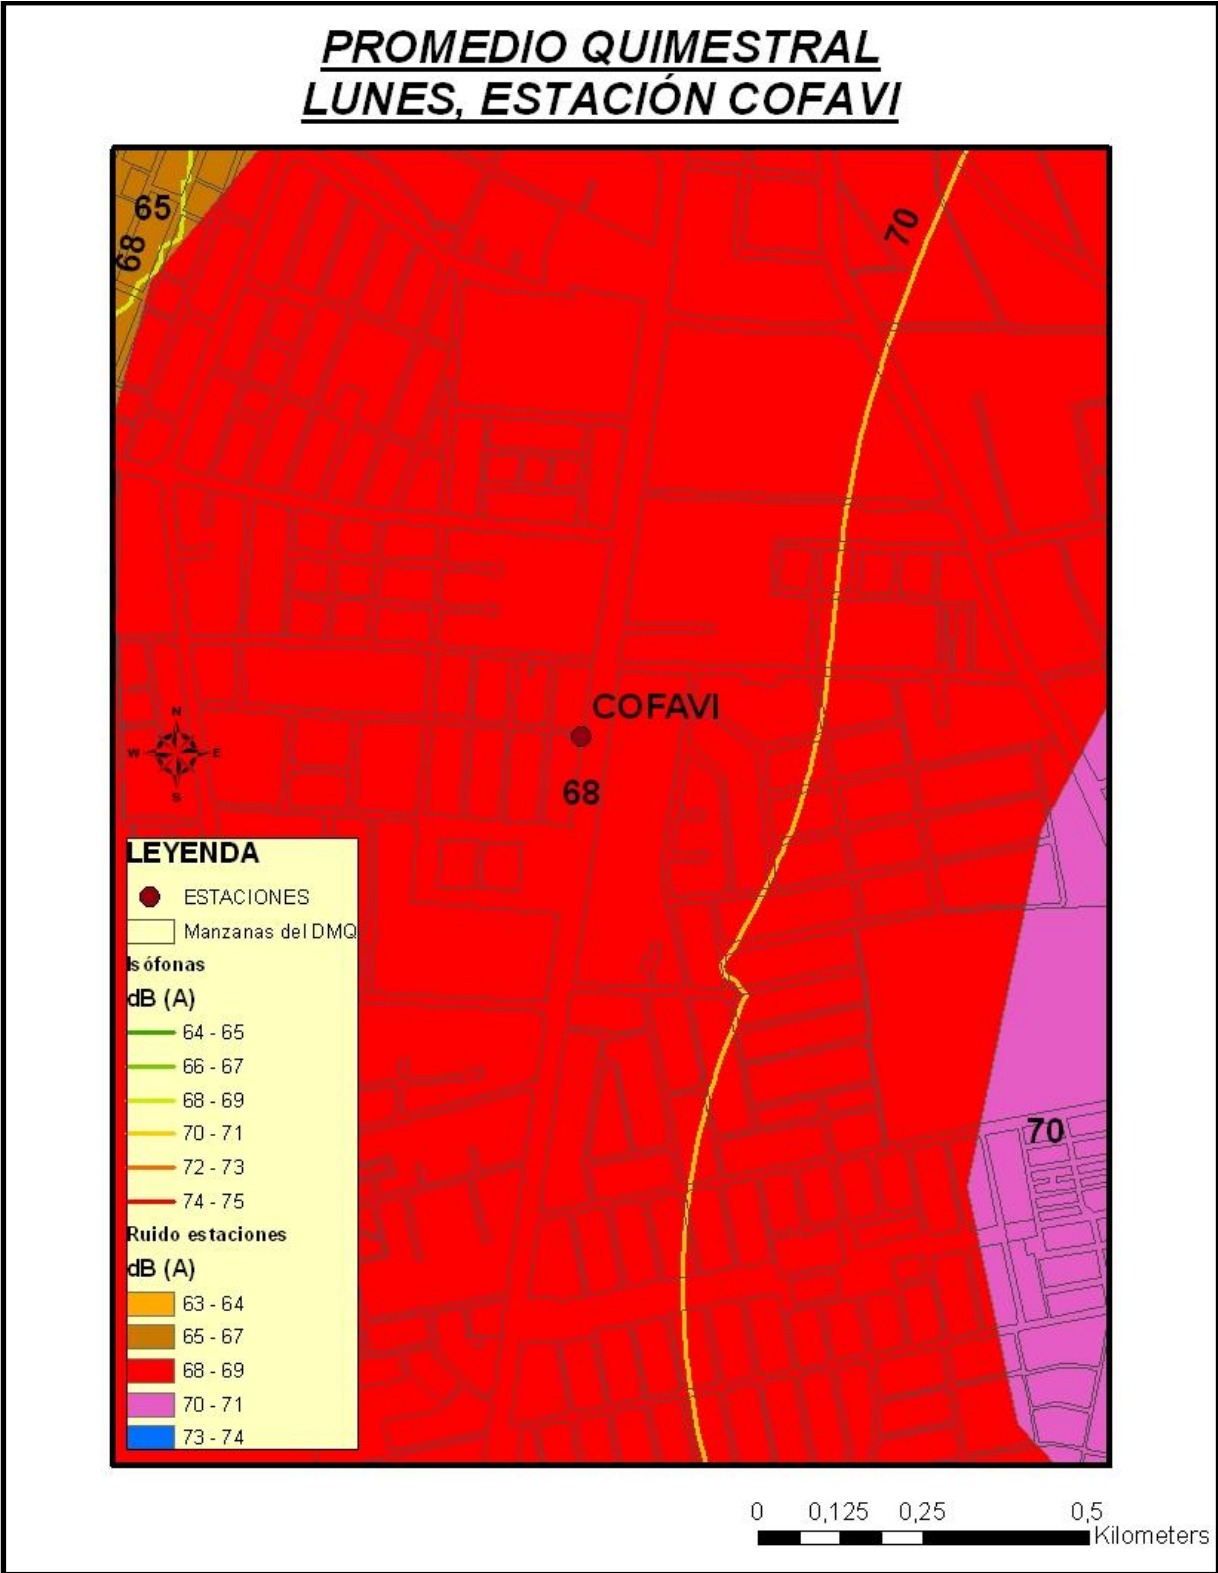 PROMEDIO QUIMESTRAL
LUNES, ESTACIÓN COFAVI
65
68
70
COFAVI
68
N
W E
S
70
LEYENDA
ESTACIONES
Manzanas del DMQ
Isófonas
dB (A)
64 - 65
66 - 67
68 - 69
70 - 71
72 - 73
74 - 75
Ruido estaciones
dB (A)
63 - 64
65 - 67
68 - 69
70 - 71
73 - 74
0 0,125 0,25 0,5
Kilometers